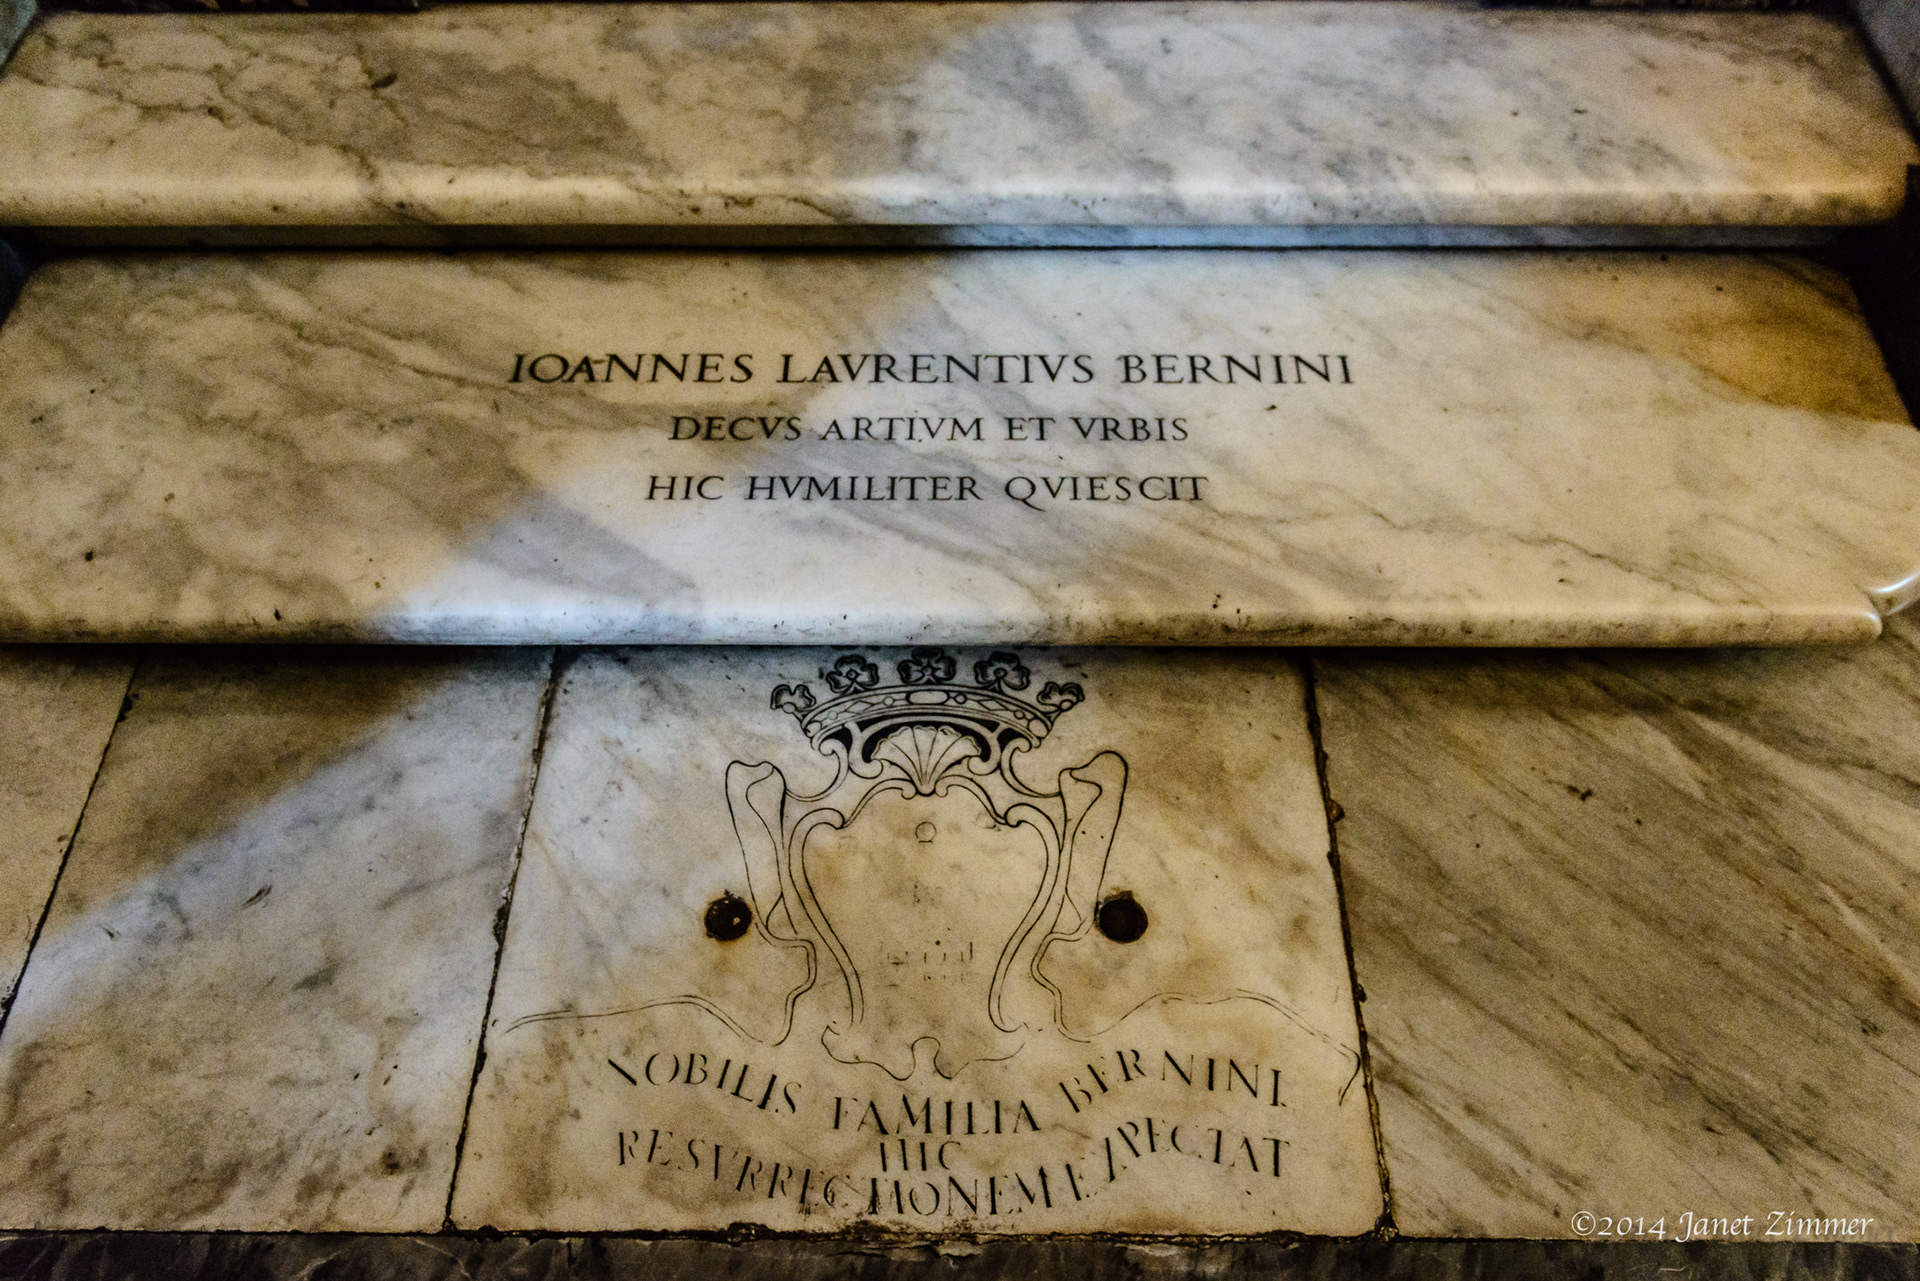 IOANNES LAVRENTIVS BERNINI
DECVS ARTIVM ET VRBIS
HIC HVMILITER QVIESCIT
NOBILIS FAMILIA BERNINI
HIC
RESVRRECTIONEM EXPECTAT
©2014 Janet Zimmer